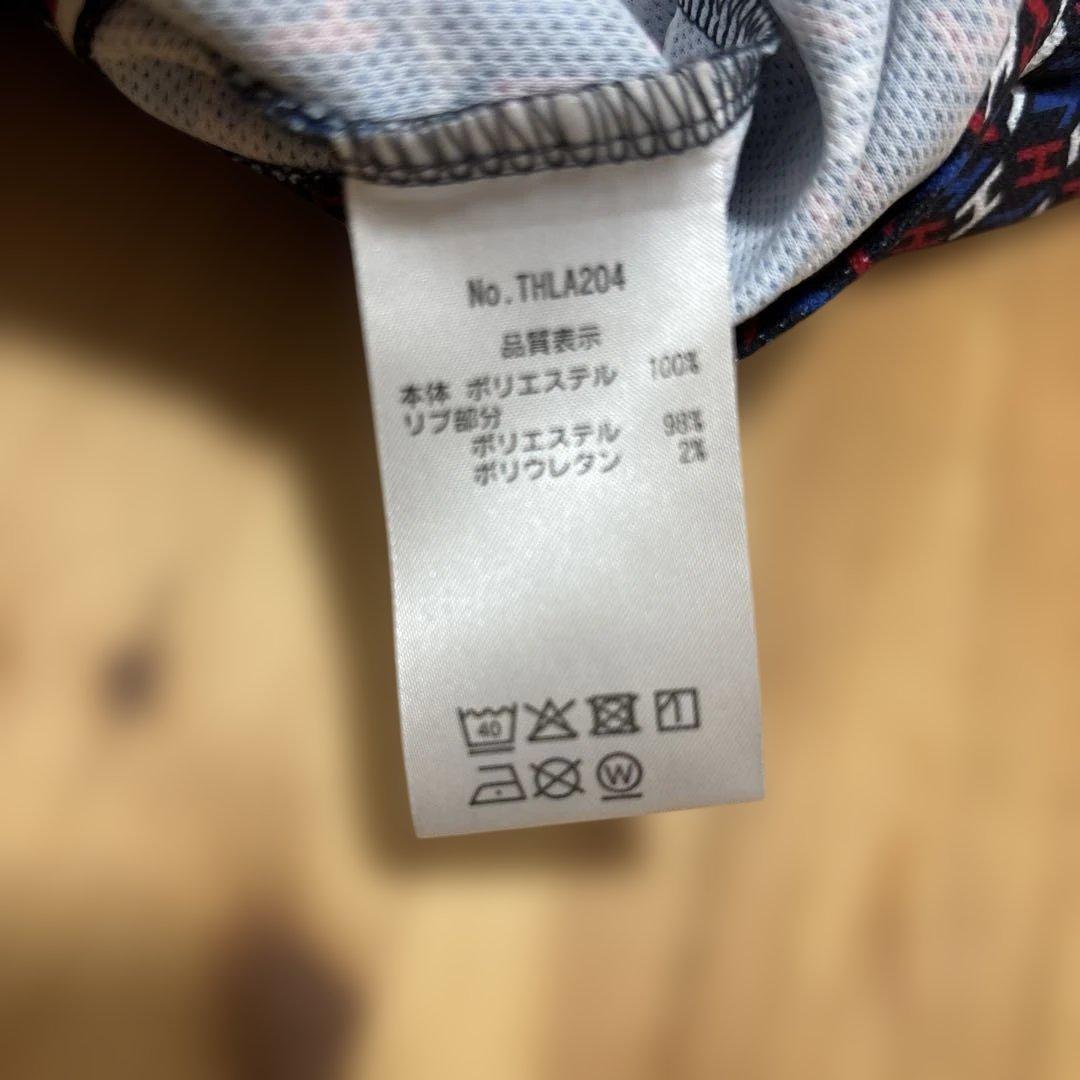 No.THLA204
品質表示
本体 ポリエステル 100%
リブ部分
ポリエステル 98%
ポリウレタン 2%
40
W
H
H
H